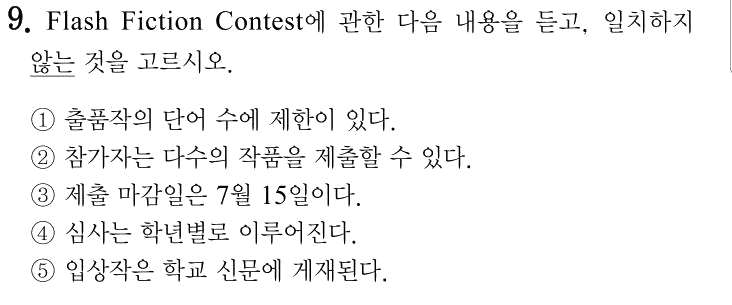 9. Flash Fiction Contest에 관한 다음 내용을 듣고, 일치하지
않는 것을 고르시오.
① 출품작의 단어 수에 제한이 있다.
② 참가자는 다수의 작품을 제출할 수 있다.
③ 제출 마감일은 7월 15일이다.
④ 심사는 학년별로 이루어진다.
⑤ 입상작은 학교 신문에 게재된다.